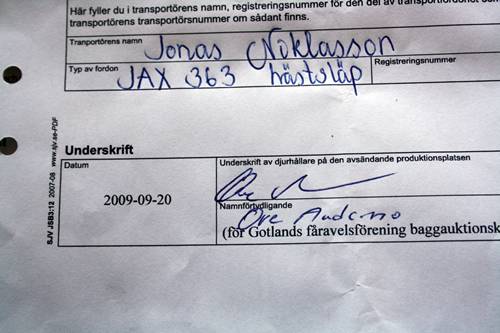 Här fyller du i transportörens namn, registreringsnummer för den del av transportfordonet
transportörens transportörsnummer om sådant finns.
Tranportörens namn
Jonas Niklasson
Typ av fordon
Registreringsnummer
JAX 363 hästsläp
Underskrift
Datum
Underskrift av djurhållare på den avsändande produktionsplatsen
2009-09-20
Namnförtydligande
Ove
(för Gotlands fåravelsförening baggauktionsk
SJV JSB3:12 2007-08 www.sjv.se-PDF